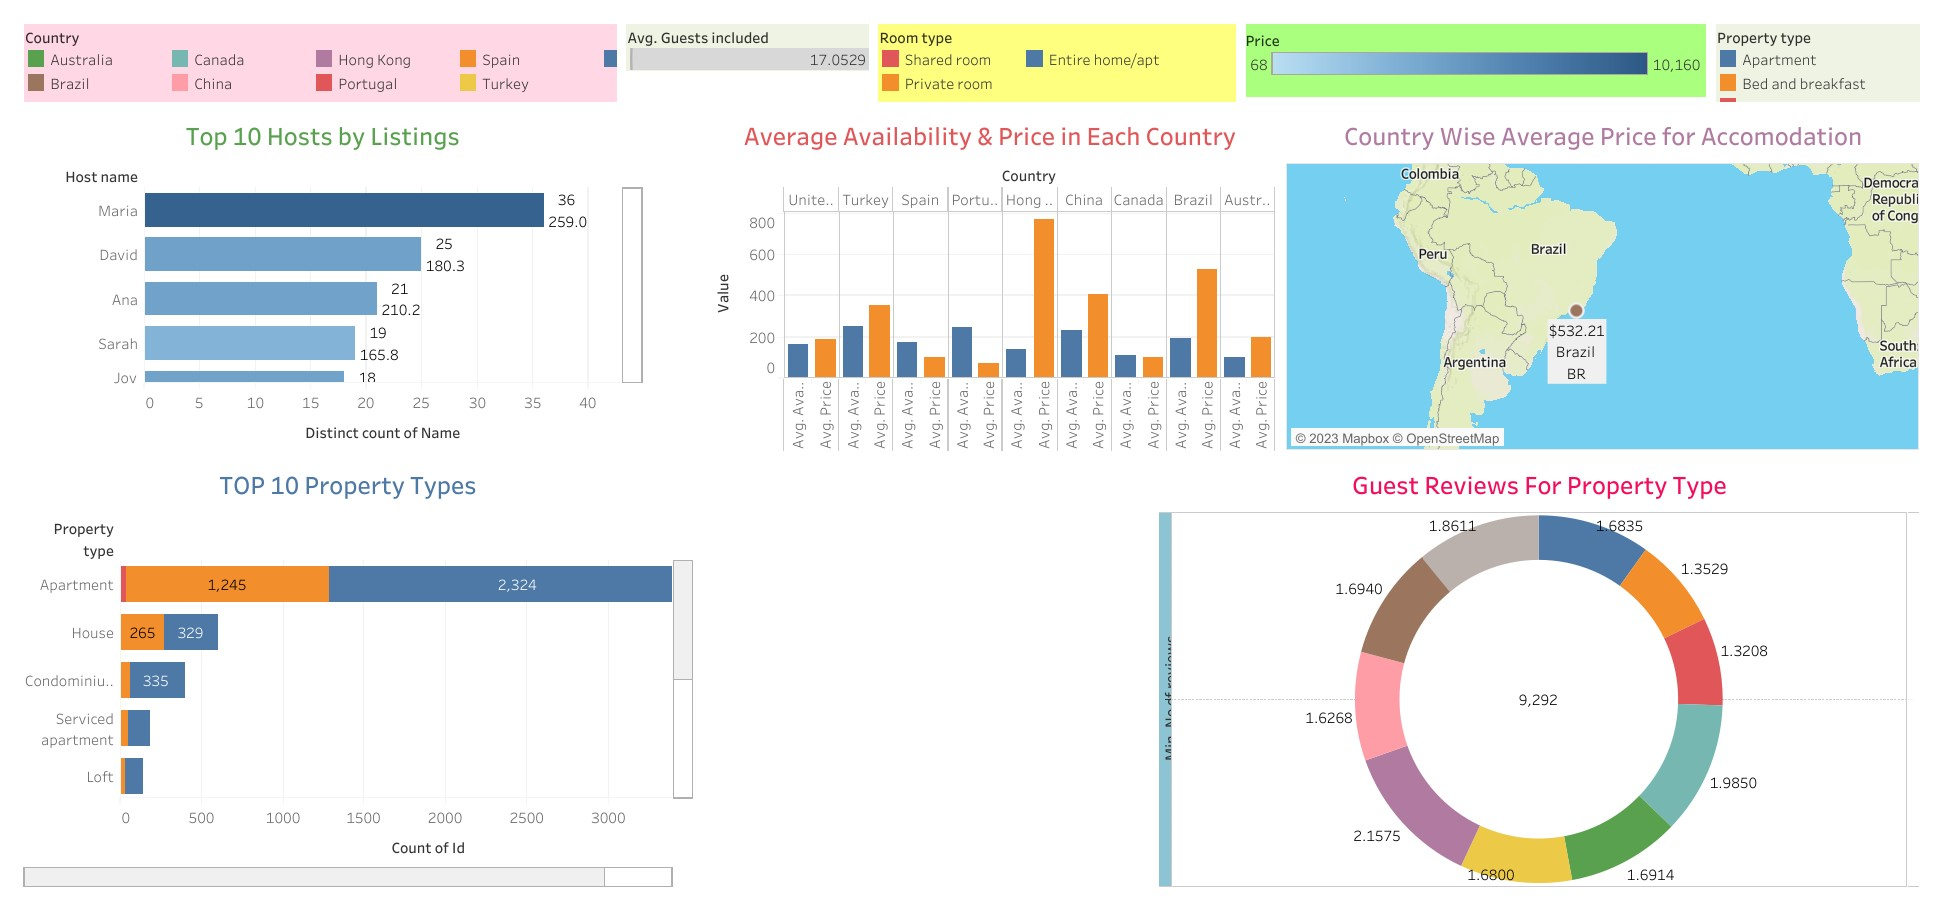 Country
Australia
Canada
Hong Kong
Spain
Brazil
China
Portugal
Turkey
Avg. Guests included
17.0529
Room type
Shared room
Entire home/apt
Private room
Price
68
10,160
Property type
Apartment
Bed and breakfast
Top 10 Hosts by Listings
Host name
Maria
36
259.0
David
25
180.3
Ana
21
210.2
Sarah
19
165.8
Joy
18
0 5 10 15 20 25 30 35 40
Distinct count of Name
Average Availability & Price in Each Country
Country
Unite.. Turkey Spain Portu.. Hong .. China Canada Brazil Austr..
Value
800
600
400
200
0
Avg. Ava..
Avg. Price
Avg. Ava..
Avg. Price
Avg. Ava..
Avg. Price
Avg. Ava..
Avg. Price
Avg. Ava..
Avg. Price
Avg. Ava..
Avg. Price
Avg. Ava..
Avg. Price
Avg. Ava..
Avg. Price
Avg. Ava..
Avg. Price
Country Wise Average Price for Accomodation
Colombia
Democra
Republi
of Cong
Brazil
Peru
$532.21
Brazil
BR
Argentina
South
Africa
© 2023 Mapbox © OpenStreetMap
TOP 10 Property Types
Property
type
Apartment
1,245
2,324
House
265
329
Condominiu..
335
Serviced
apartment
Loft
0 500 1000 1500 2000 2500 3000
Count of Id
Guest Reviews For Property Type
1.8611
1.6835
1.3529
1.6940
1.3208
9,292
1.6268
1.9850
2.1575
1.6800
1.6914